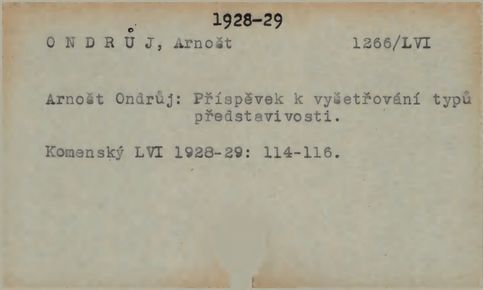 1928-29
O N D R Ů J, Arnošt 1266/LVI
Arnošt Ondrůj: Příspěvek k vyšetřování typů
představivosti.
Komenský LVI 1928-29: 114-116.